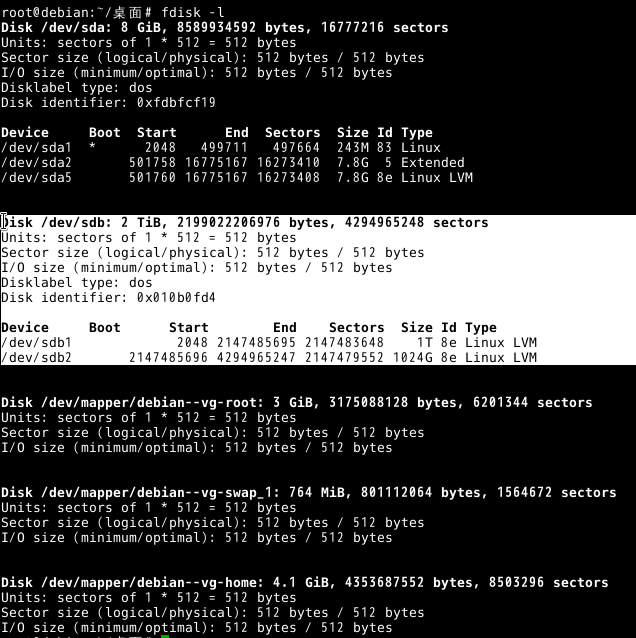 root@debian:~/桌面# fdisk -l
Disk /dev/sda: 8 GiB, 8589934592 bytes, 16777216 sectors
Units: sectors of 1 * 512 = 512 bytes
Sector size (logical/physical): 512 bytes / 512 bytes
I/O size (minimum/optimal): 512 bytes / 512 bytes
Disklabel type: dos
Disk identifier: 0xfdbfcf19
Device     Boot  Start      End  Sectors  Size Id Type
/dev/sda1  *      2048   499711   497664  243M 83 Linux
/dev/sda2       501758 16775167 16273410  7.8G  5 Extended
/dev/sda5       501760 16775167 16273408  7.8G 8e Linux LVM
Disk /dev/sdb: 2 TiB, 2199022206976 bytes, 4294965248 sectors
Units: sectors of 1 * 512 = 512 bytes
Sector size (logical/physical): 512 bytes / 512 bytes
I/O size (minimum/optimal): 512 bytes / 512 bytes
Disklabel type: dos
Disk identifier: 0x010b0fd4
Device     Boot      Start        End    Sectors  Size Id Type
/dev/sdb1             2048 2147485695 2147483648    1T 8e Linux LVM
/dev/sdb2       2147485696 4294965247 2147479552 1024G 8e Linux LVM
Disk /dev/mapper/debian--vg-root: 3 GiB, 3175088128 bytes, 6201344 sectors
Units: sectors of 1 * 512 = 512 bytes
Sector size (logical/physical): 512 bytes / 512 bytes
I/O size (minimum/optimal): 512 bytes / 512 bytes
Disk /dev/mapper/debian--vg-swap_1: 764 MiB, 801112064 bytes, 1564672 sectors
Units: sectors of 1 * 512 = 512 bytes
Sector size (logical/physical): 512 bytes / 512 bytes
I/O size (minimum/optimal): 512 bytes / 512 bytes
Disk /dev/mapper/debian--vg-home: 4.1 GiB, 4353687552 bytes, 8503296 sectors
Units: sectors of 1 * 512 = 512 bytes
Sector size (logical/physical): 512 bytes / 512 bytes
I/O size (minimum/optimal): 512 bytes / 512 bytes